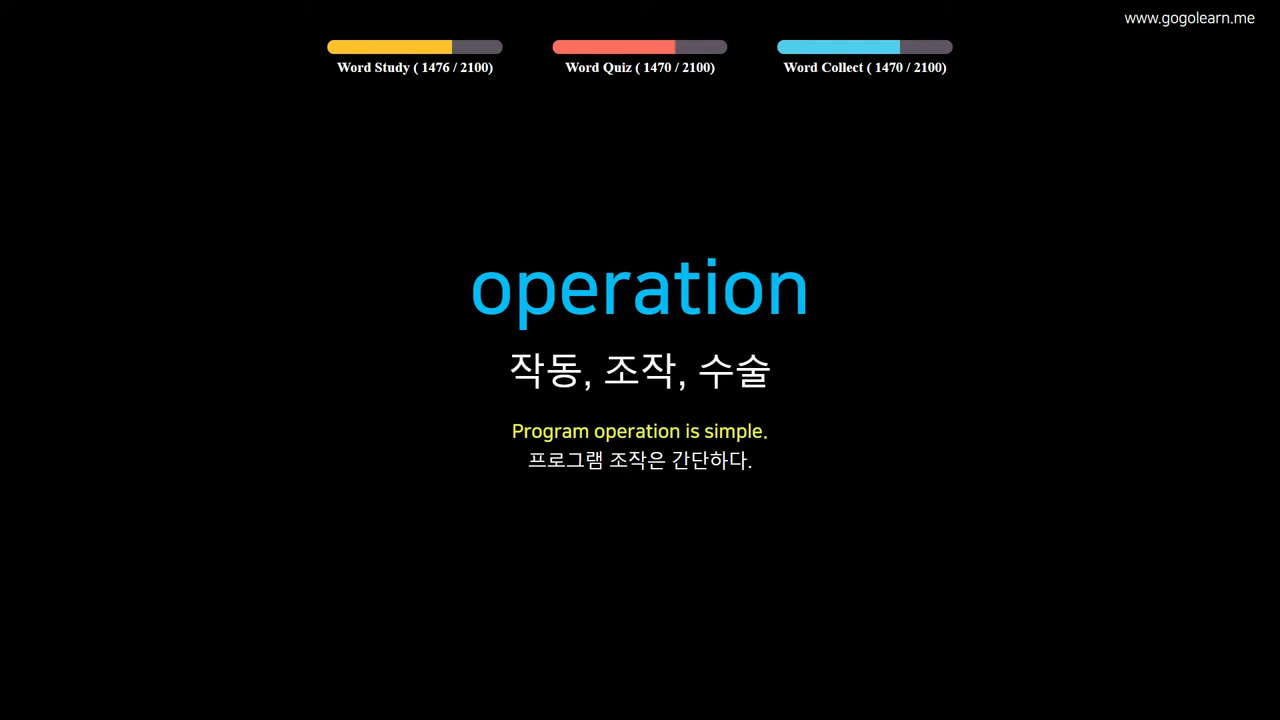 www.gogolearn.me
Word Study ( 1476 / 2100)
Word Quiz ( 1470 / 2100)
Word Collect ( 1470 / 2100)
operation
작동, 조작, 수술
Program operation is simple.
프로그램 조작은 간단하다.